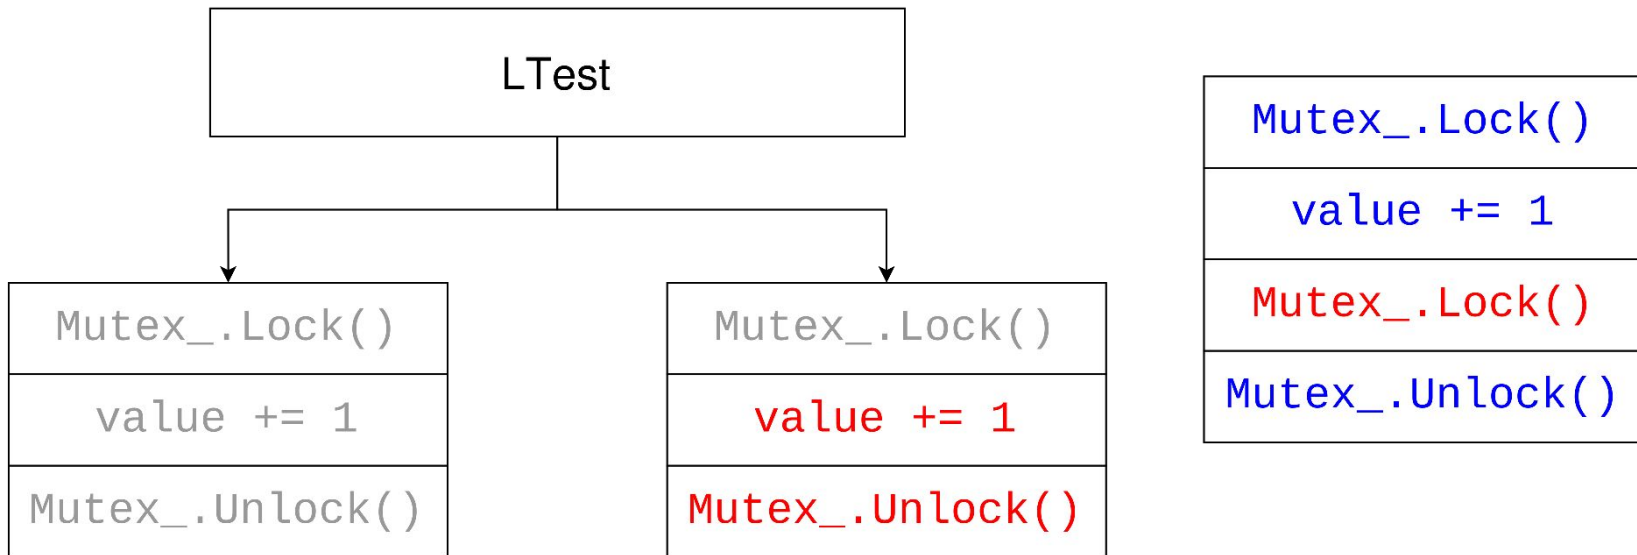 LTest
Mutex_.Lock()
value += 1
Mutex_.Unlock()
Mutex_.Lock()
value += 1
Mutex_.Unlock()
Mutex_.Lock()
value += 1
Mutex_.Lock()
Mutex_.Unlock()